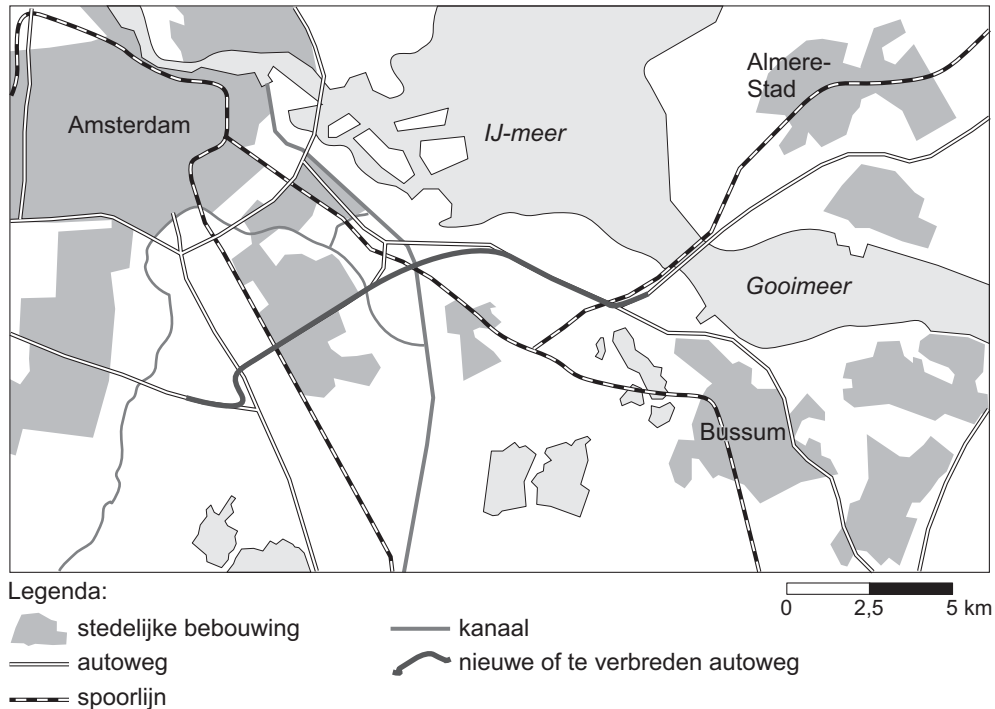 Almere-
Stad
Amsterdam
IJ-meer
Gooimeer
Bussum
Legenda:
stedelijke bebouwing
autoweg
spoorlijn
kanaal
nieuwe of te verbreden autoweg
0 2,5 5 km